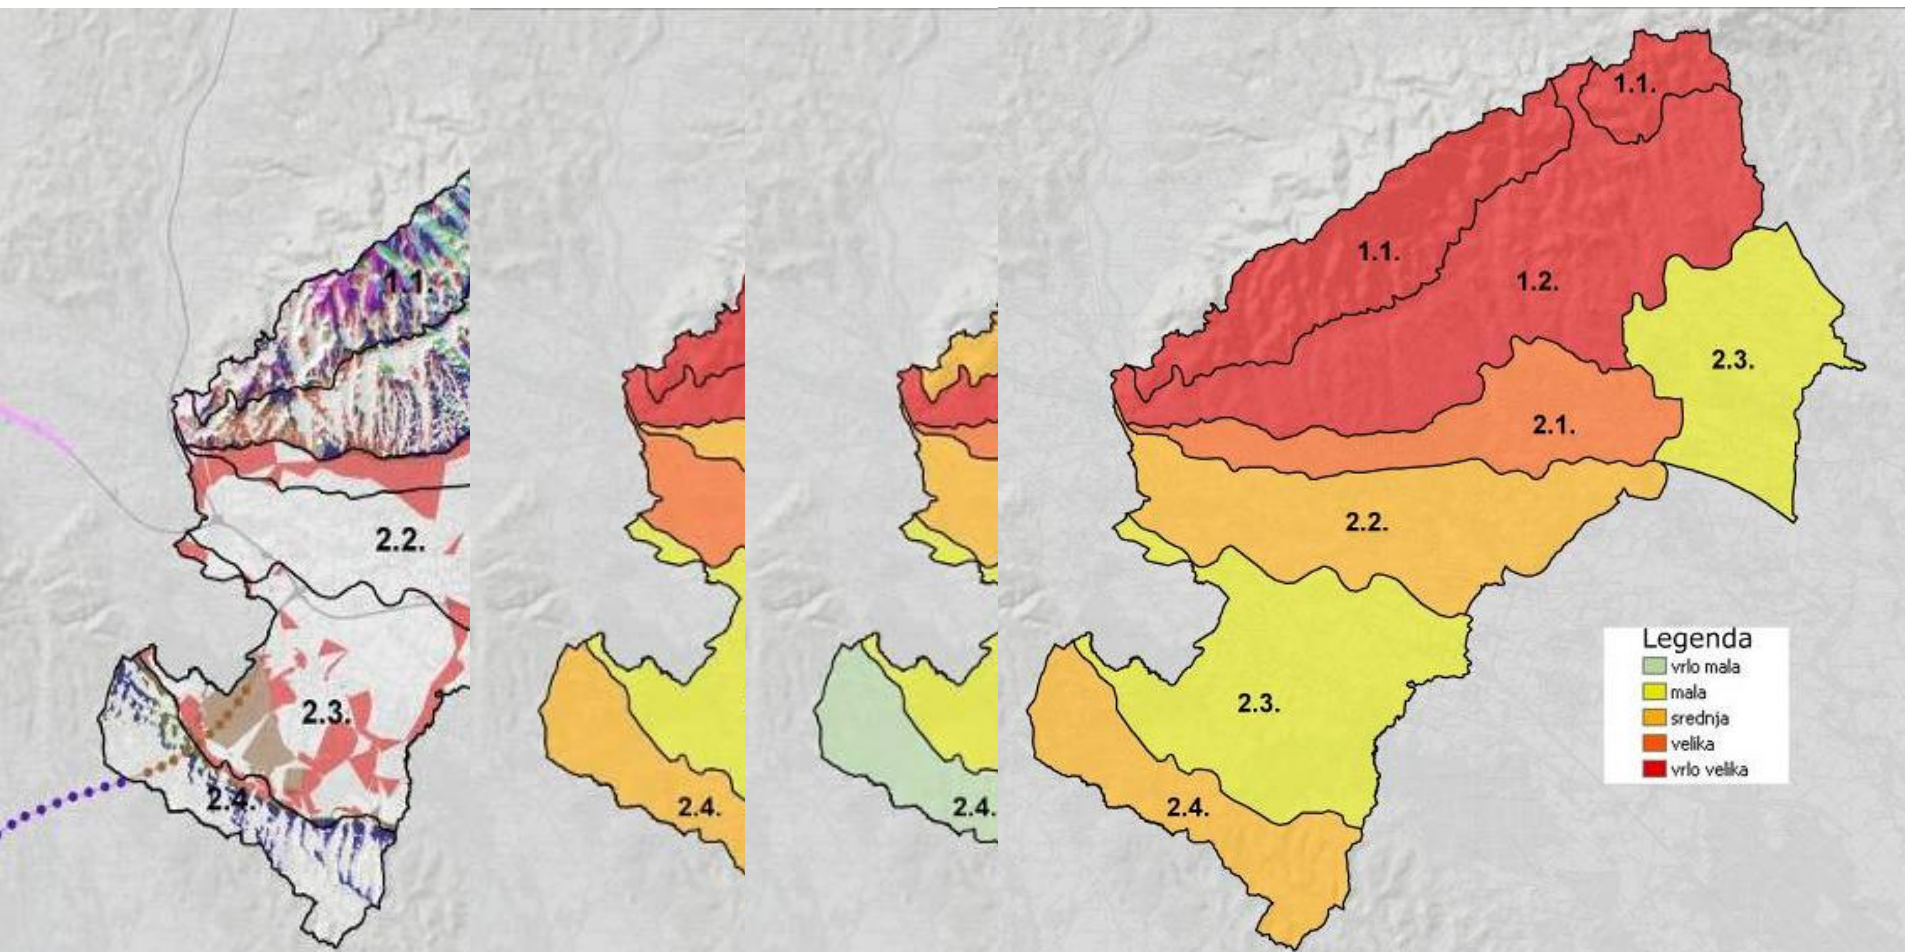 1.1.
2.2.
2.3.
2.4.
2.4.
2.4.
1.1.
1.1.
1.2.
2.3.
2.1.
2.2.
2.3.
2.4.
Legenda
vrlo mala
mala
srednja
velika
vrlo velika